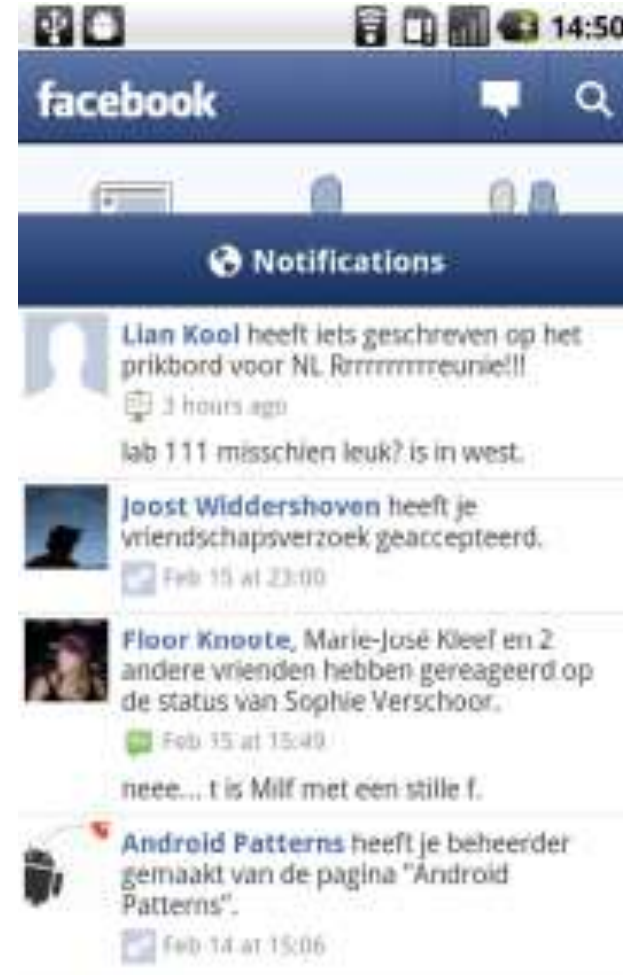 14:50
facebook
Notifications
Lian Kool heeft iets geschreven op het
prikbord voor NL Rrrrrrrrreunie!!!
3 hours ago
lab 111 misschien leuk? is in west.
Joost Widdershoven heeft je
vriendschapsverzoek geaccepteerd.
Feb 15 at 23:00
Floor Knoote, Marie-José Kleef en 2
andere vrienden hebben gereageerd op
de status van Sophie Verschoor.
Feb 15 at 15:49
neee... t is Milf met een stille f.
Android Patterns heeft je beheerder
gemaakt van de pagina "Android
Patterns".
Feb 14 at 15:06